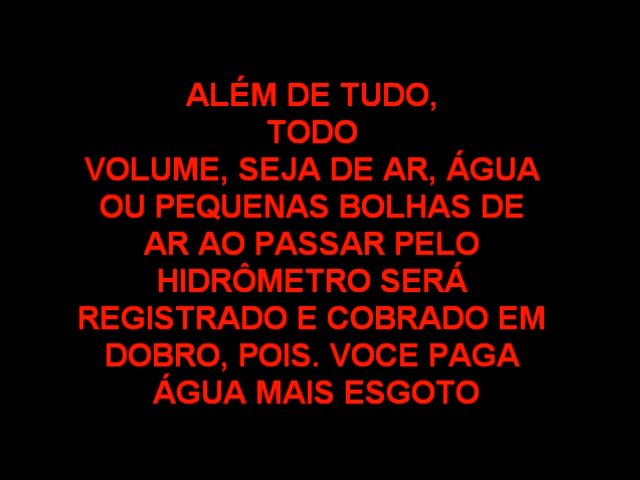 ALÉM DE TUDO,
TODO
VOLUME, SEJA DE AR, ÁGUA
OU PEQUENAS BOLHAS DE
AR AO PASSAR PELO
HIDRÔMETRO SERÁ
REGISTRADO E COBRADO EM
DOBRO, POIS. VOCE PAGA
ÁGUA MAIS ESGOTO